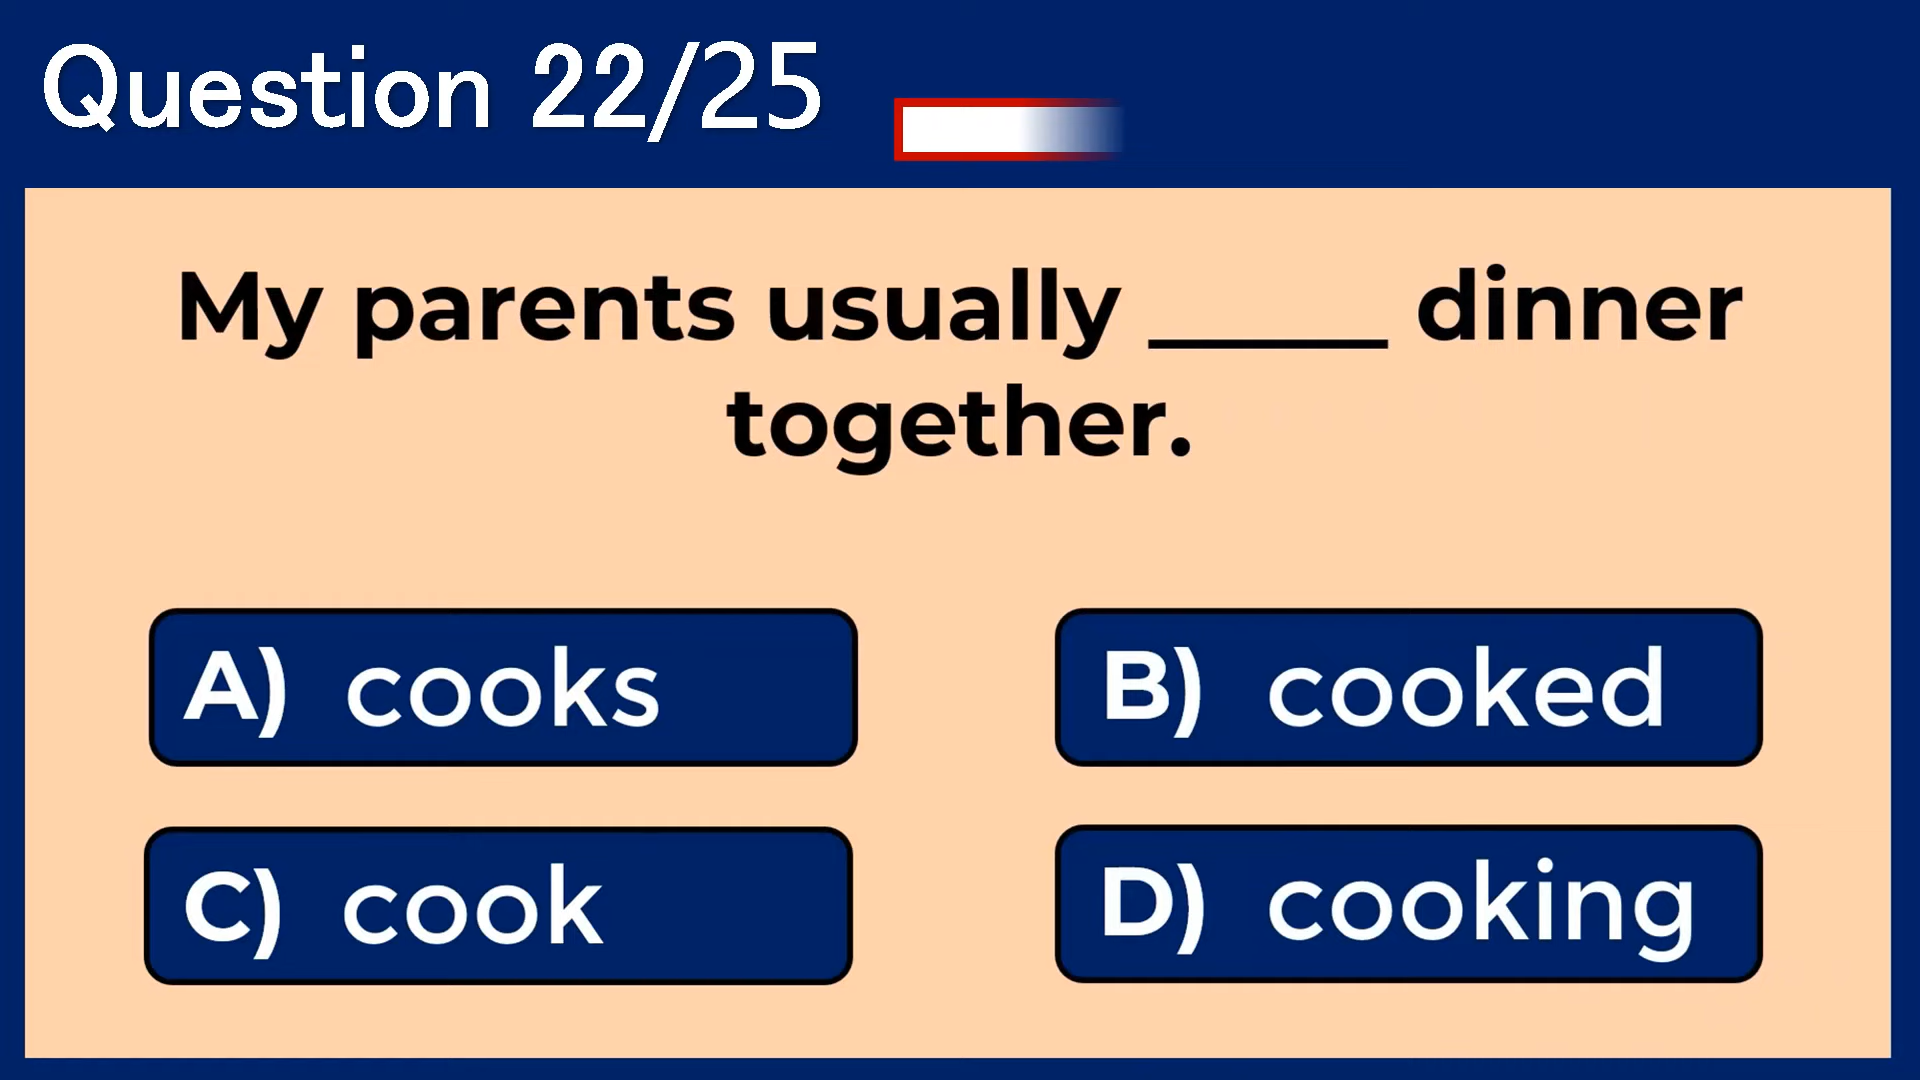 Question 22/25
My parents usually _____ dinner
together.
A) cooks
B) cooked
C) cook
D) cooking